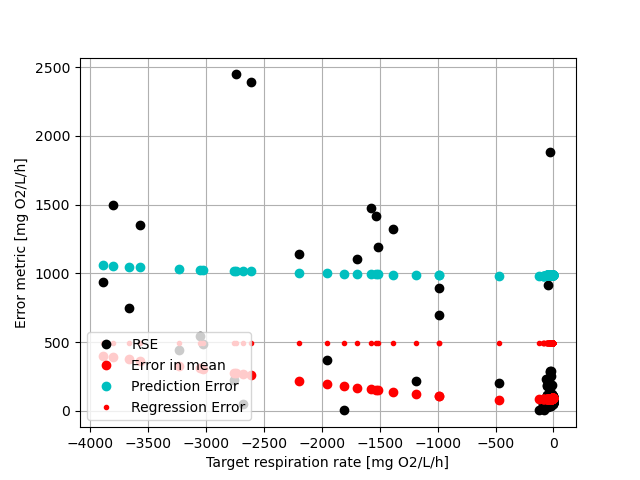 2500
2000
1500
1000
500
0
Error metric [mg O2/L/h]
RSE
Error in mean
Prediction Error
Regression Error
−4000 −3500 −3000 −2500 −2000 −1500 −1000 −500 0
Target respiration rate [mg O2/L/h]